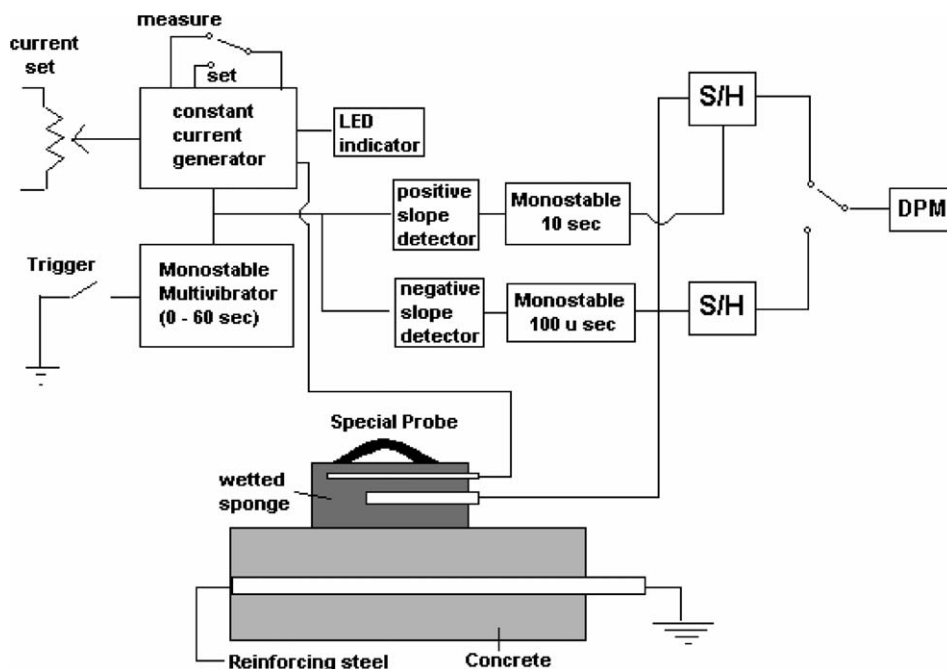 measure
current
set
set
constant
current
generator
LED
indicator
S/H
positive
slope
detector
Monostable
10 sec
DPM
Trigger
Monostable
Multivibrator
(0 - 60 sec)
negative
slope
detector
Monostable
100 u sec
S/H
Special Probe
wetted
sponge
Reinforcing steel
Concrete